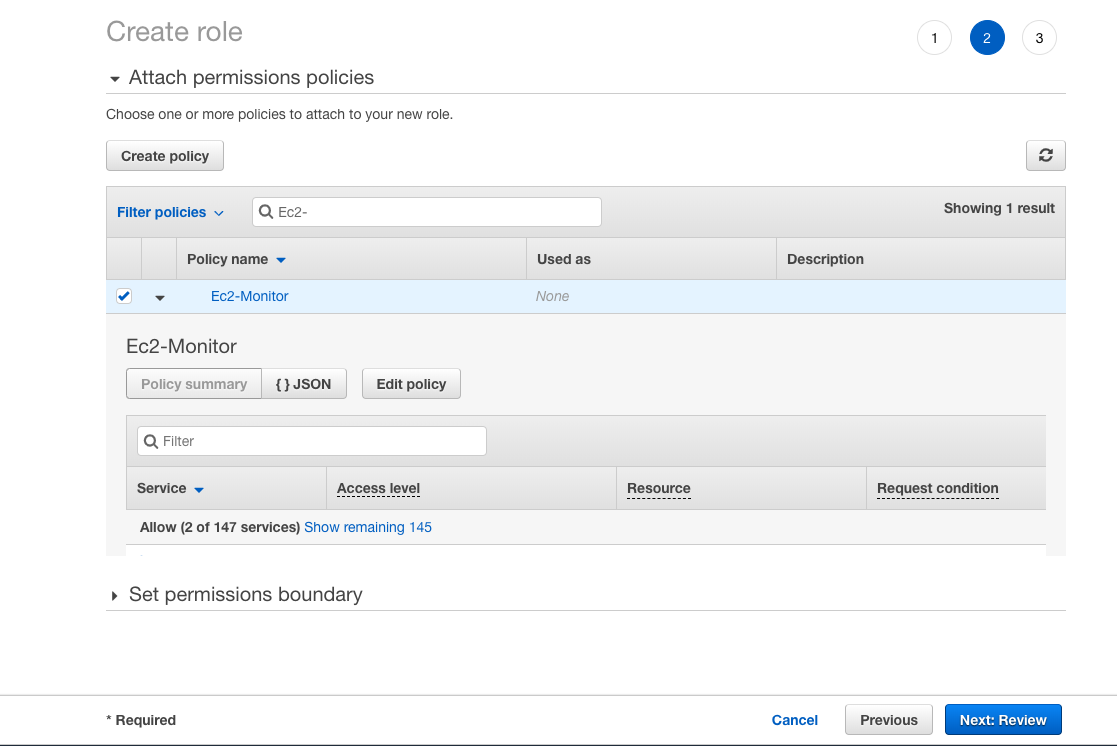 Create role
1 2 3
Attach permissions policies
Choose one or more policies to attach to your new role.
Create policy
Filter policies Ec2- Showing 1 result
Policy name Used as Description
Ec2-Monitor None
Ec2-Monitor
Policy summary { } JSON Edit policy
Filter
Service Access level Resource Request condition
Allow (2 of 147 services) Show remaining 145
Set permissions boundary
* Required Cancel Previous Next: Review